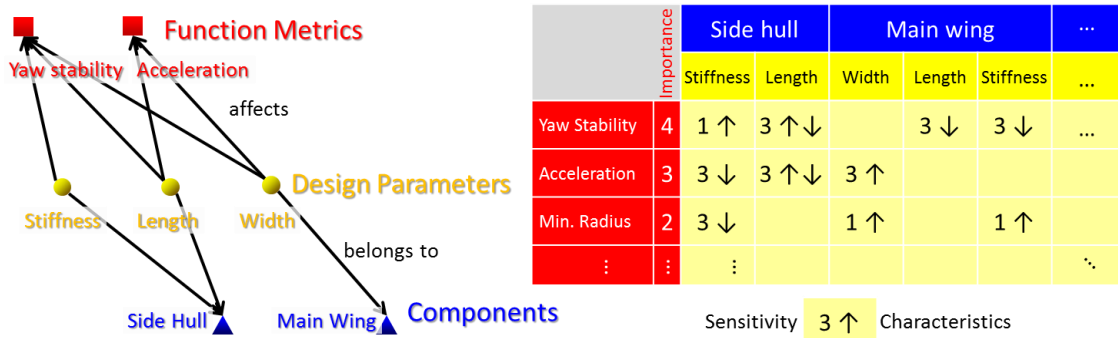 Function Metrics
Yaw stability
Acceleration
affects
Design Parameters
Stiffness
Length
Width
belongs to
Side Hull
Main Wing
Components
Importance
Side hull
Main wing
...
Stiffness
Length
Width
Length
Stiffness
...
Yaw Stability 4 1 ↑ 3 ↑↓ 3 ↓ 3 ↓ ...
Acceleration 3 3 ↓ 3 ↑↓ 3 ↑
Min. Radius 2 3 ↓ 1 ↑ 1 ↑
⋮ ⋮ ⋮ ⋱
Sensitivity 3 ↑ Characteristics